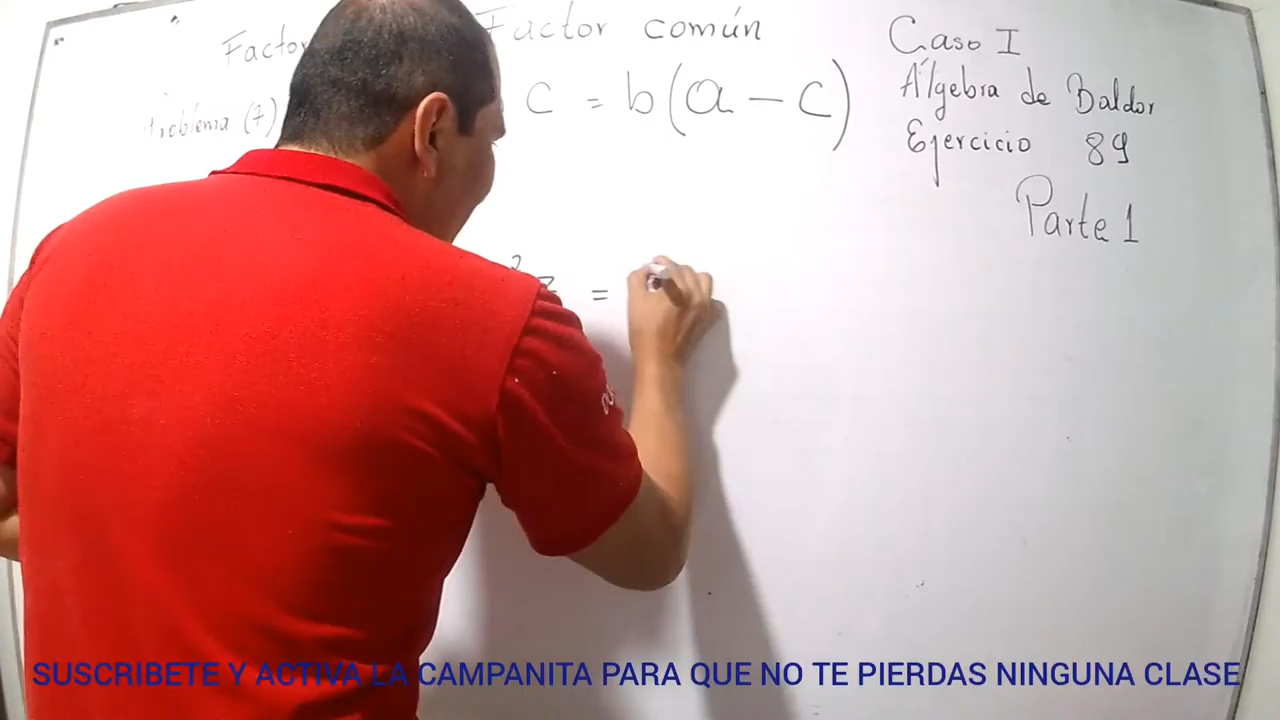 Factor Factor común
Caso I
c = b(a – c)
Álgebra de Baldor
Problema (7)
Ejercicio 89
Parte 1
² z =
SUSCRIBETE Y ACTIVA LA CAMPANITA PARA QUE NO TE PIERDAS NINGUNA CLASE